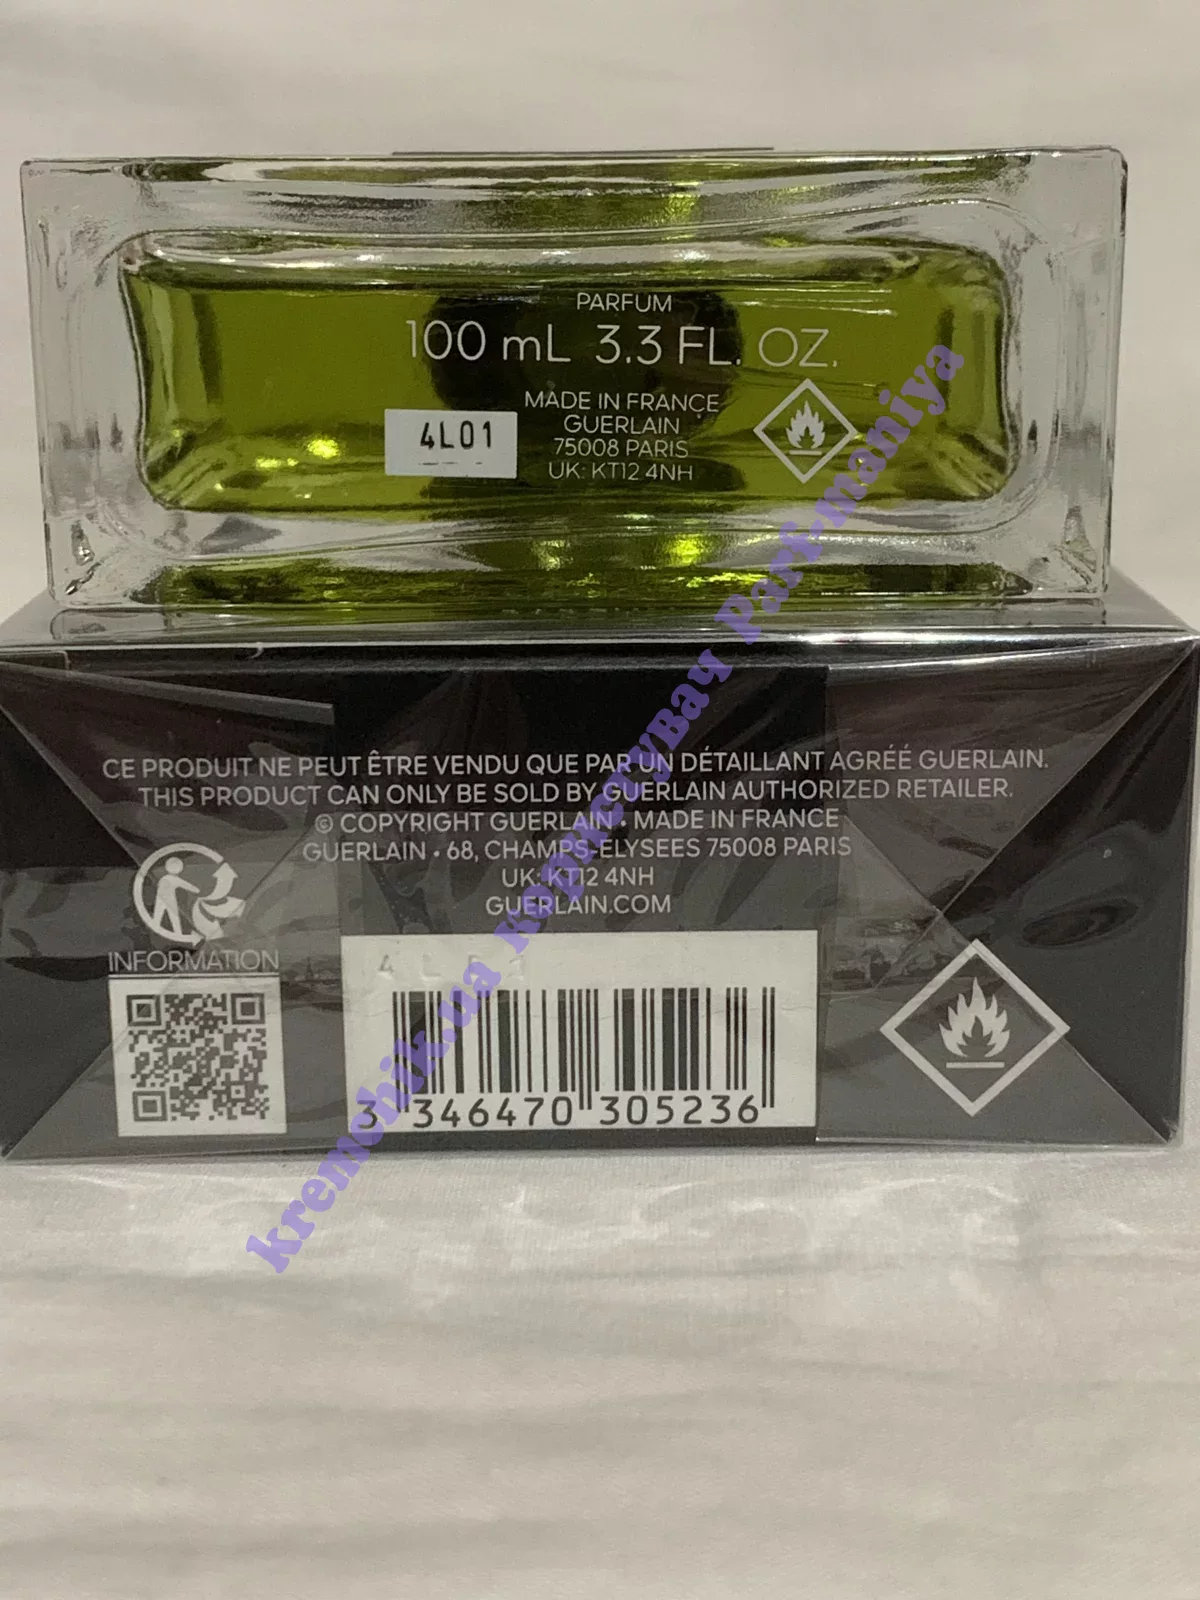 PARFUM
100 mL 3.3 FL. OZ.
MADE IN FRANCE
GUERLAIN
75008 PARIS
UK: KT12 4NH
4L01
CE PRODUIT NE PEUT ÊTRE VENDU QUE PAR UN DÉTAILLANT AGRÉÉ GUERLAIN.
THIS PRODUCT CAN ONLY BE SOLD BY GUERLAIN AUTHORIZED RETAILER.
© COPYRIGHT GUERLAIN • MADE IN FRANCE
GUERLAIN • 68, CHAMPS-ELYSEES 75008 PARIS
UK: KT12 4NH
GUERLAIN.COM
INFORMATION
3 346470 305236
kremchik.ua Користувач Parf-maniya